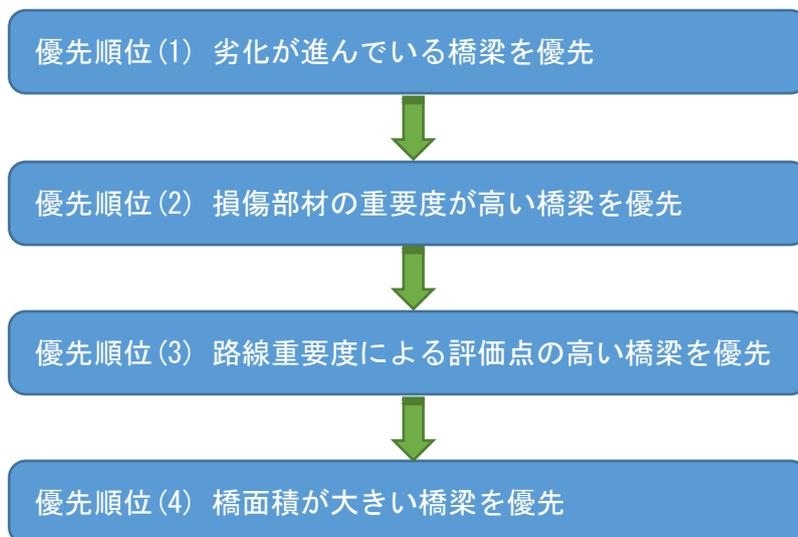 優先順位(1) 劣化が進んでいる橋梁を優先
優先順位(2) 損傷部材の重要度が高い橋梁を優先
優先順位(3) 路線重要度による評価点の高い橋梁を優先
優先順位(4) 橋面積が大きい橋梁を優先